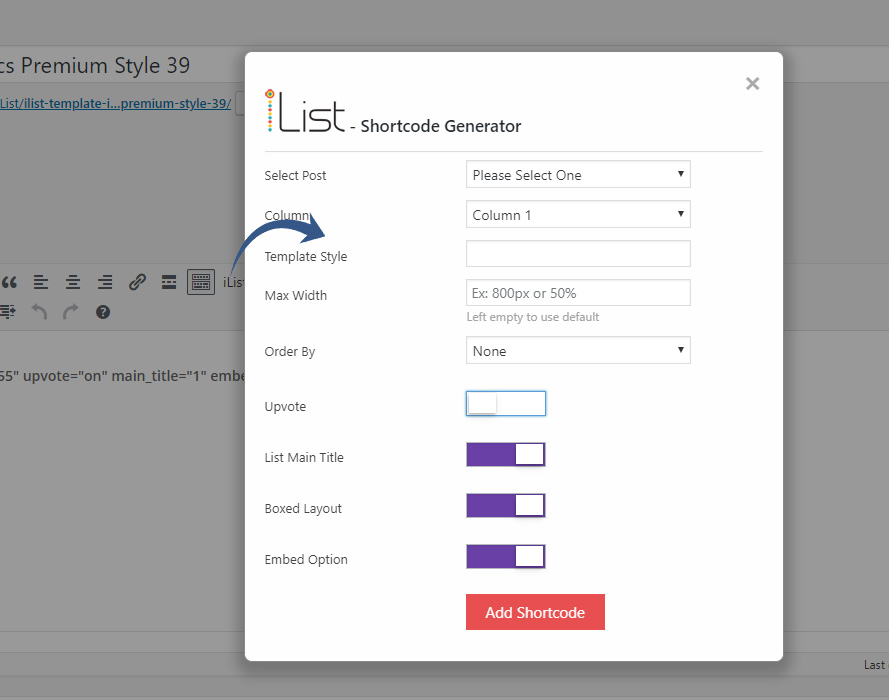 cs Premium Style 39
List/ilist-template-i...premium-style-39/
iList - Shortcode Generator
Select Post Please Select One
Column Column 1
Template Style
iLis
Max Width Ex: 800px or 50%
Left empty to use default
Order By None
55" upvote="on" main_title="1" embe
Upvote
List Main Title
Boxed Layout
Embed Option
Add Shortcode
Last